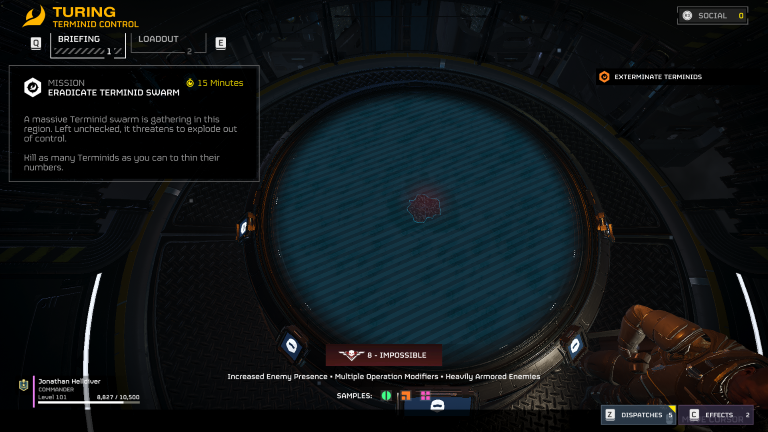 TURING
TERMINID CONTROL
Q
BRIEFING
1
LOADOUT
2
E
SOCIAL 0
MISSION
15 Minutes
ERADICATE TERMINID SWARM
A massive Terminid swarm is gathering in this
region. Left unchecked, it threatens to explode out
of control.
Kill as many Terminids as you can to thin their
numbers.
EXTERMINATE TERMINIDS
8 - IMPOSSIBLE
Increased Enemy Presence • Multiple Operation Modifiers • Heavily Armored Enemies
SAMPLES:
Jonathan Helldiver
COMMANDER
Level 101 8,827 / 10,500
Z DISPATCHES 5
C EFFECTS 2